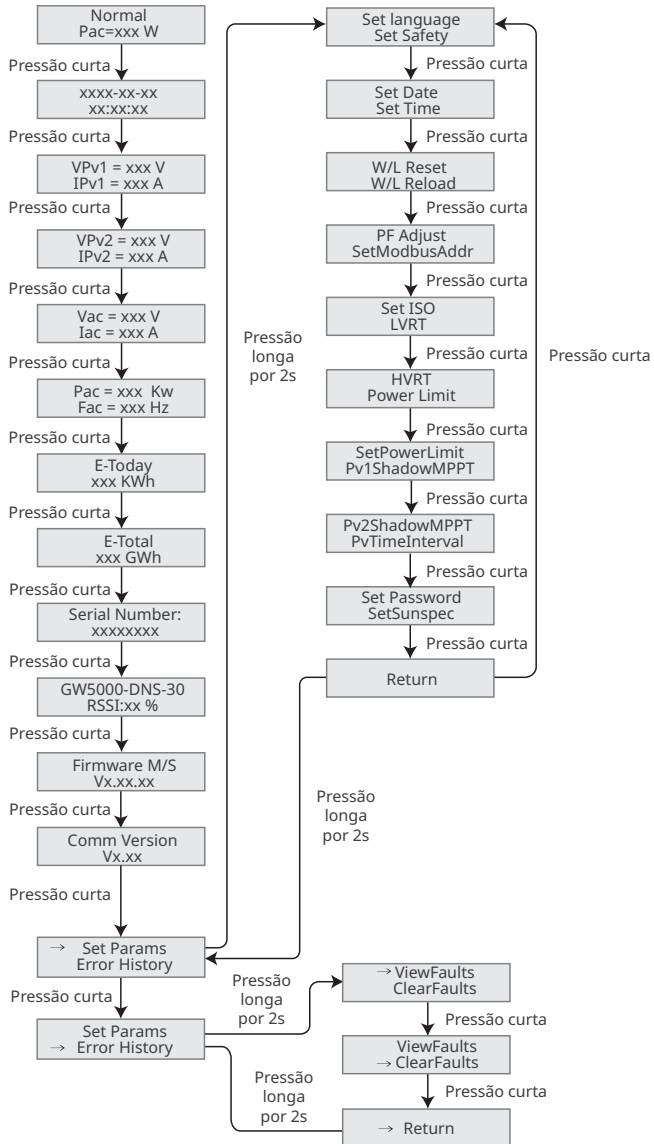 Normal
Pac=xxx W
Pressão curta
xxxx-xx-xx
xx:xx:xx
Pressão curta
VPv1 = xxx V
IPv1 = xxx A
Pressão curta
VPv2 = xxx V
IPv2 = xxx A
Pressão curta
Vac = xxx V
Iac = xxx A
Pressão curta
Pac = xxx Kw
Fac = xxx Hz
Pressão curta
E-Today
xxx KWh
Pressão curta
E-Total
xxx GWh
Pressão curta
Serial Number:
xxxxxxxx
Pressão curta
GW5000-DNS-30
RSSI:xx %
Pressão curta
Firmware M/S
Vx.xx.xx
Pressão curta
Comm Version
Vx.xx
Pressão curta
→ Set Params
Error History
Pressão curta
Set Params
→ Error History
Pressão
longa
por 2s
Set language
Set Safety
Pressão curta
Set Date
Set Time
Pressão curta
W/L Reset
W/L Reload
Pressão curta
PF Adjust
SetModbusAddr
Pressão curta
Set ISO
LVRT
Pressão curta
HVRT
Power Limit
Pressão curta
SetPowerLimit
Pv1ShadowMPPT
Pressão curta
Pv2ShadowMPPT
PvTimeInterval
Pressão curta
Set Password
SetSunspec
Pressão curta
Return
Pressão curta
Pressão
longa
por 2s
Pressão
longa
por 2s
→ ViewFaults
ClearFaults
Pressão curta
ViewFaults
→ ClearFaults
Pressão curta
→ Return
Pressão
longa
por 2s